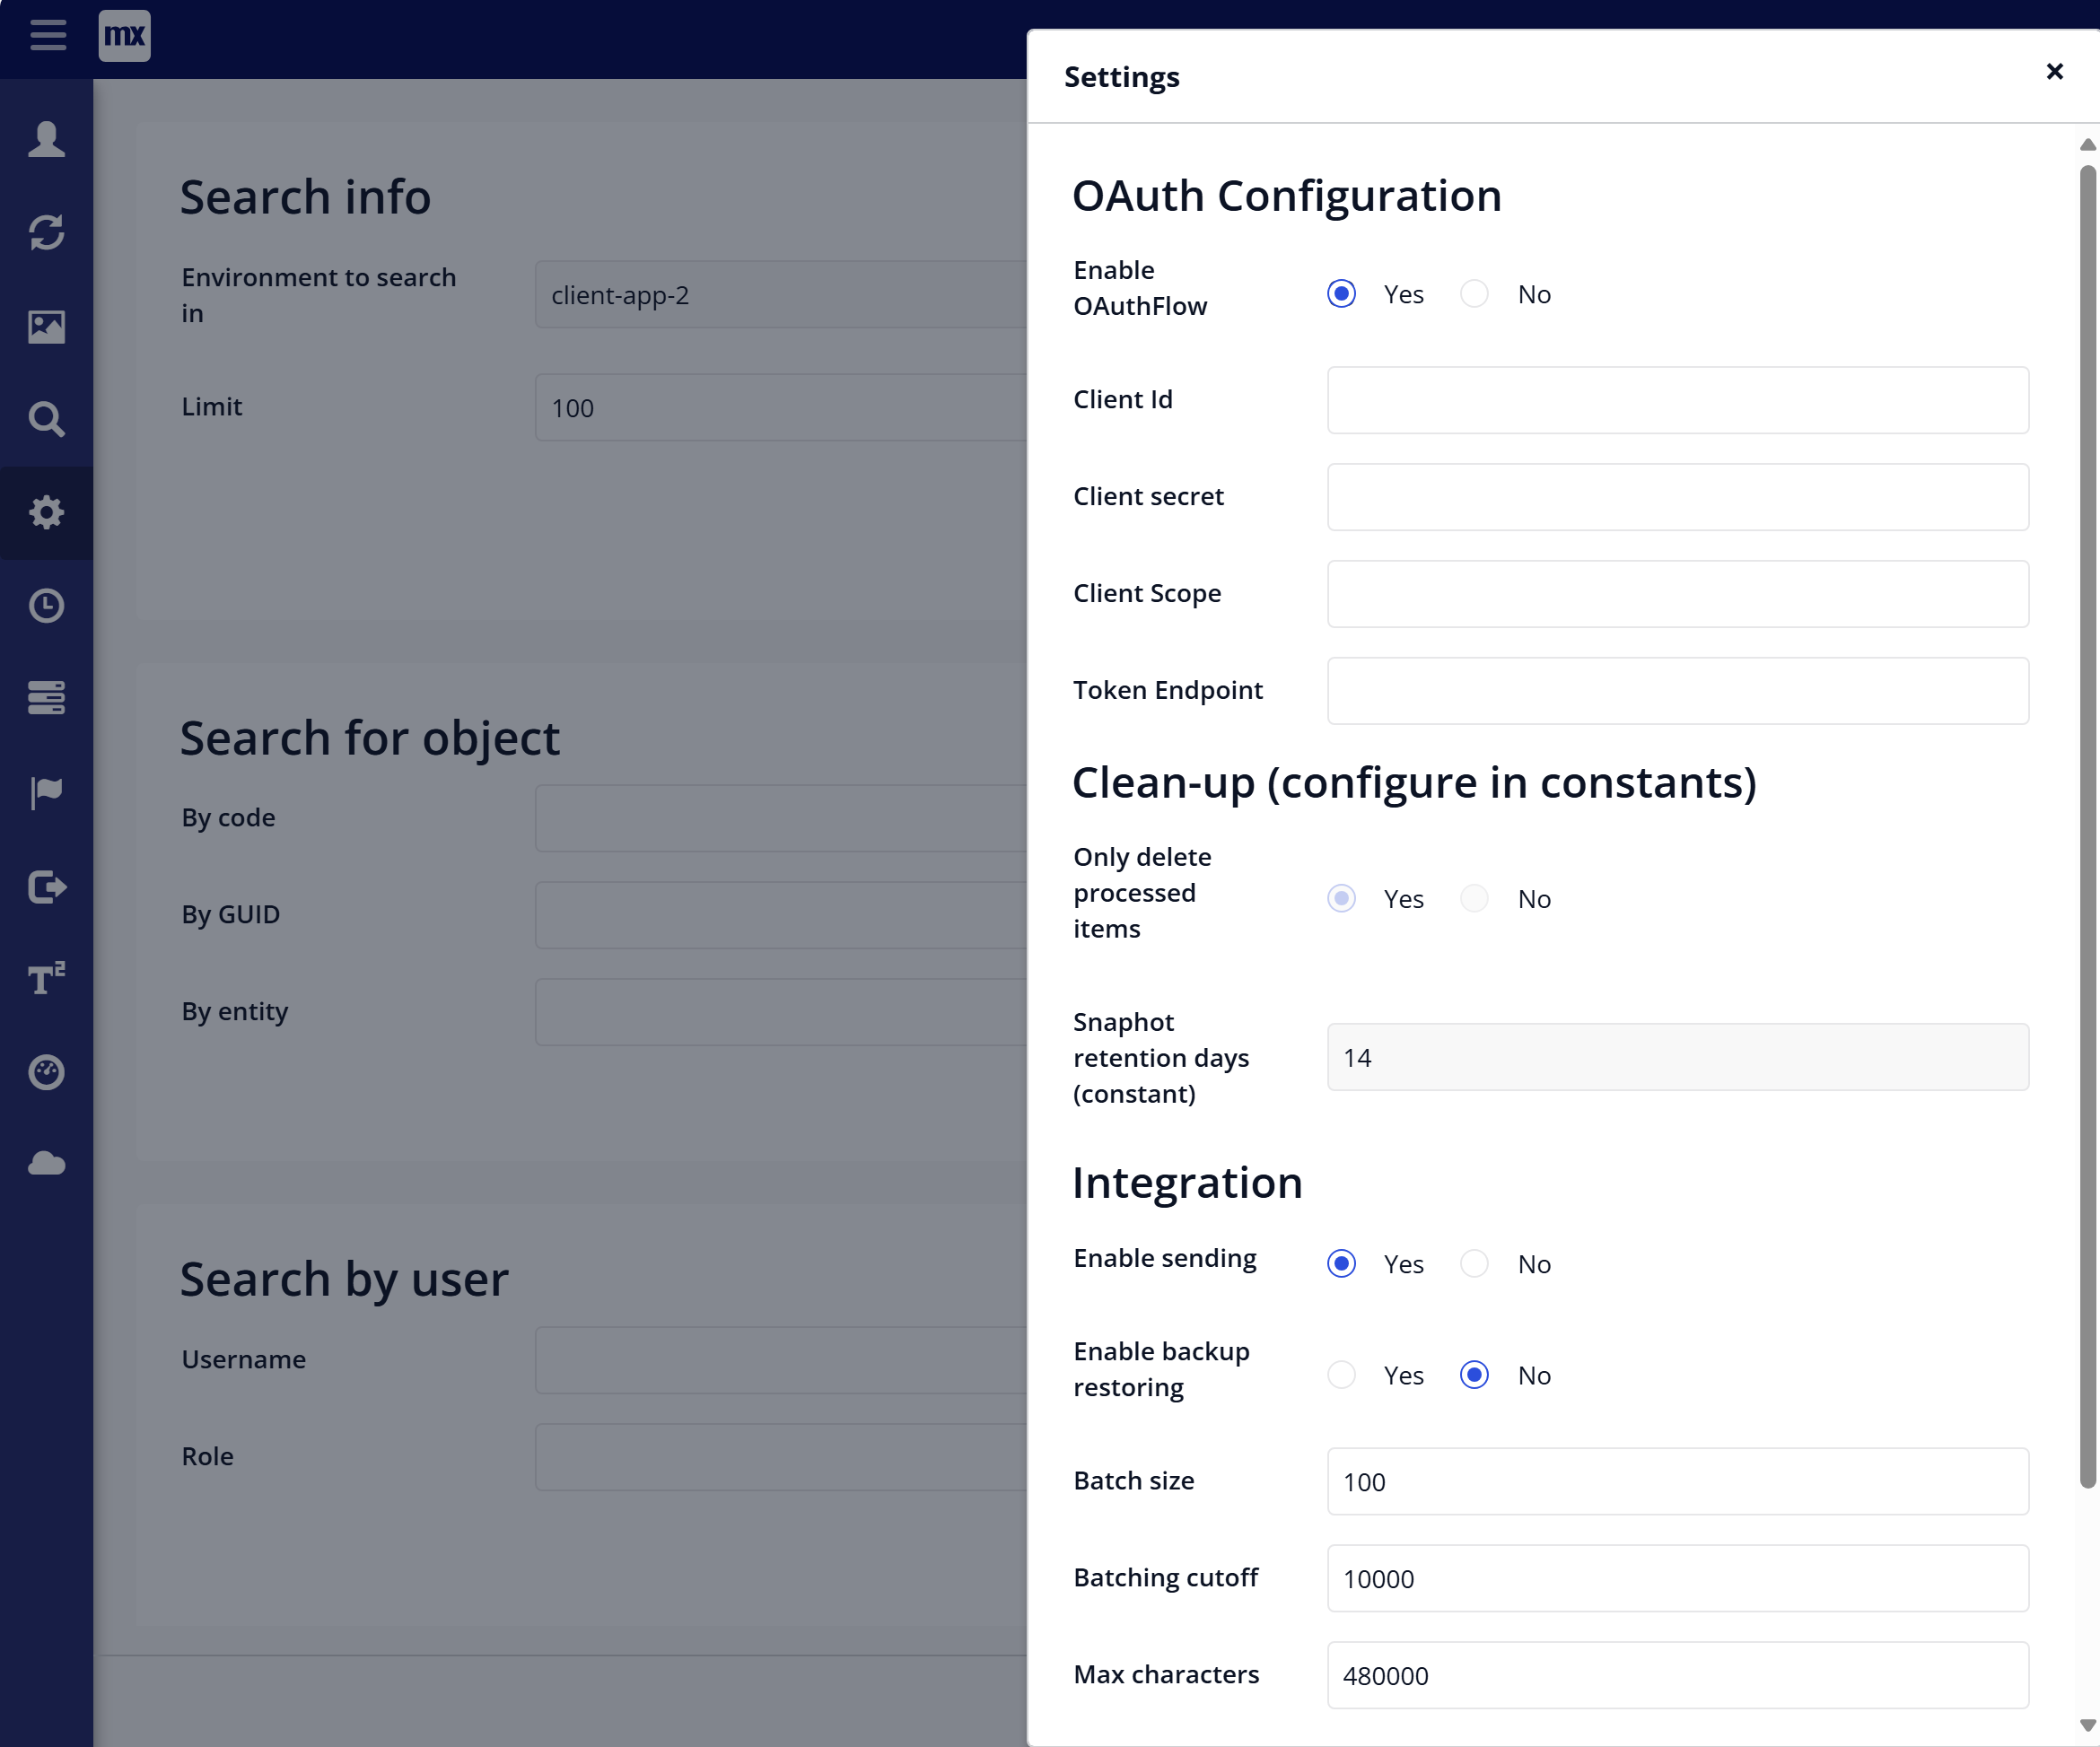 mx
Search info
Environment to search
in
client-app-2
Limit
100
Search for object
By code
By GUID
By entity
Search by user
Username
Role
Settings
OAuth Configuration
Enable
OAuthFlow
Yes No
Client Id
Client secret
Client Scope
Token Endpoint
Clean-up (configure in constants)
Only delete
processed
items
Yes No
Snaphot
retention days
(constant)
14
Integration
Enable sending
Yes No
Enable backup
restoring
Yes No
Batch size
100
Batching cutoff
10000
Max characters
480000